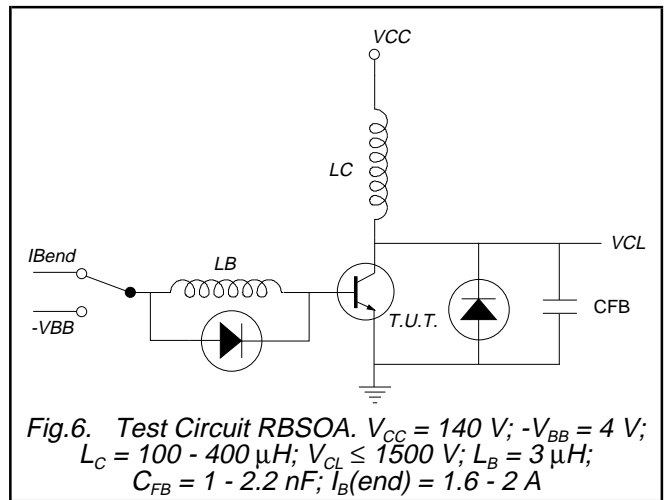 VCC
LC
IBend
LB
VCL
-VBB
T.U.T.
CFB
Fig.6. Test Circuit RBSOA. VCC = 140 V; -VBB = 4 V;
LC = 100 - 400 μH; VCL ≤ 1500 V; LB = 3 μH;
CFB = 1 - 2.2 nF; IB(end) = 1.6 - 2 A